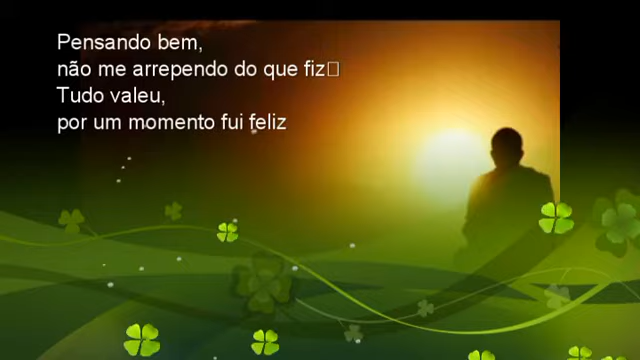 Pensando bem,
não me arrependo do que fiz
Tudo valeu,
por um momento fui feliz